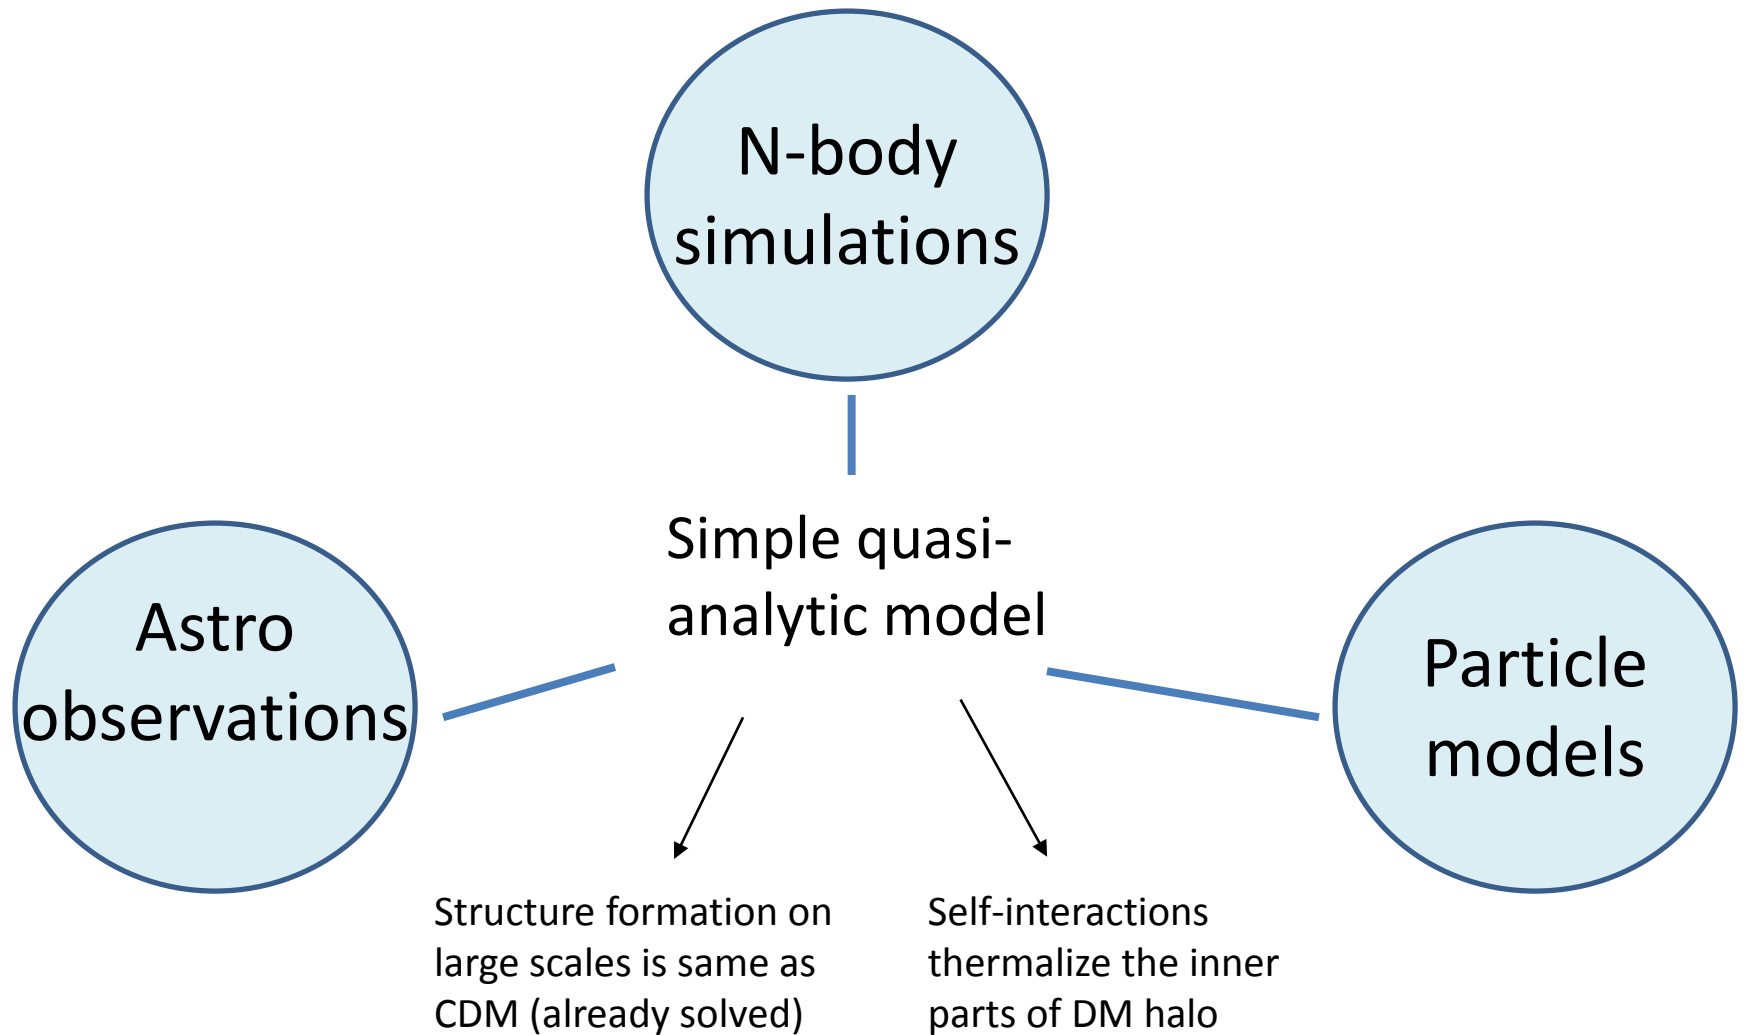 N-body
simulations
Simple quasi-
analytic model
Astro
observations
Particle
models
Structure formation on
large scales is same as
CDM (already solved)
Self-interactions
thermalize the inner
parts of DM halo